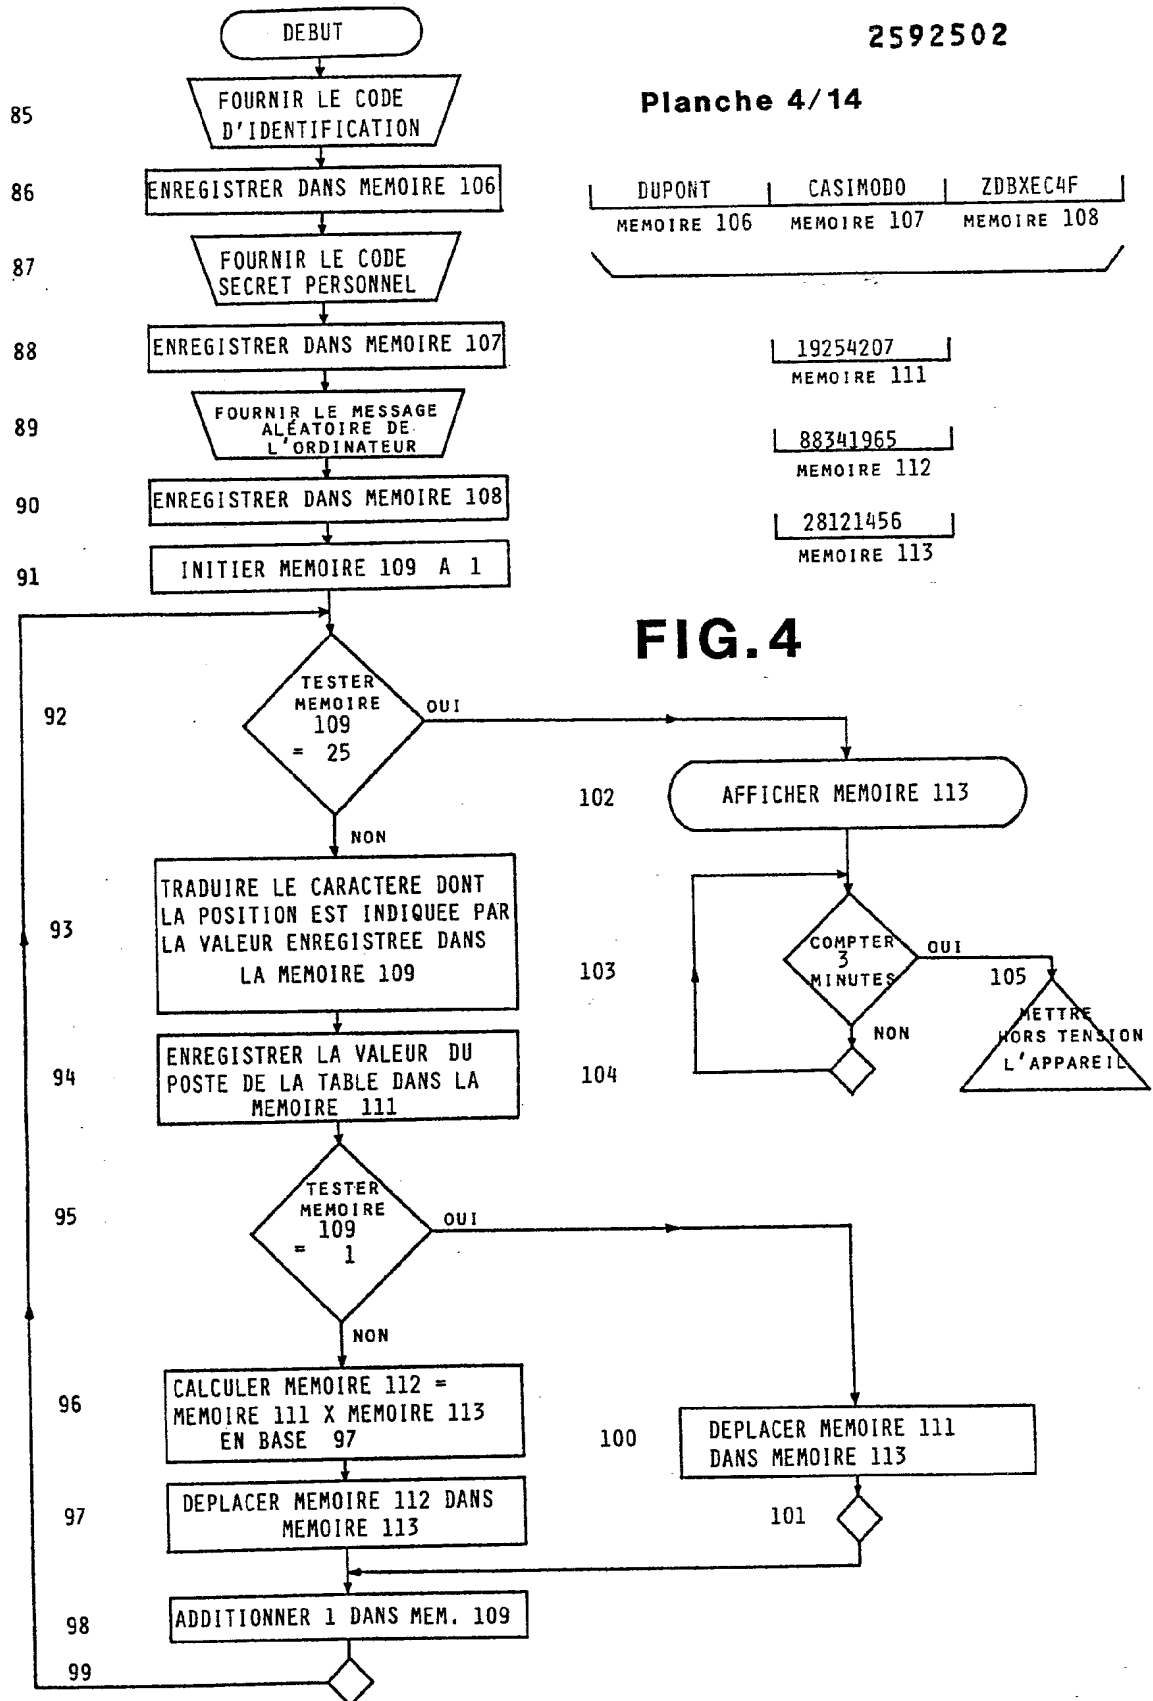 2592502
Planche 4/14
DEBUT
85
FOURNIR LE CODE
D'IDENTIFICATION
86
ENREGISTRER DANS MEMOIRE 106
87
FOURNIR LE CODE
SECRET PERSONNEL
88
ENREGISTRER DANS MEMOIRE 107
89
FOURNIR LE MESSAGE
ALÉATOIRE DE
L'ORDINATEUR
90
ENREGISTRER DANS MEMOIRE 108
91
INITIER MEMOIRE 109 A 1
DUPONT CASIMODO ZDBXEC4F
MEMOIRE 106 MEMOIRE 107 MEMOIRE 108
19254207
MEMOIRE 111
88341965
MEMOIRE 112
28121456
MEMOIRE 113
FIG.4
92
TESTER
MEMOIRE
109
= 25
OUI
NON
93
TRADUIRE LE CARACTERE DONT
LA POSITION EST INDIQUEE PAR
LA VALEUR ENREGISTREE DANS
LA MEMOIRE 109
94
ENREGISTRER LA VALEUR DU
POSTE DE LA TABLE DANS LA
MEMOIRE 111
95
TESTER
MEMOIRE
109
= 1
OUI
NON
96
CALCULER MEMOIRE 112 =
MEMOIRE 111 X MEMOIRE 113
EN BASE 97
97
DEPLACER MEMOIRE 112 DANS
MEMOIRE 113
98
ADDITIONNER 1 DANS MEM. 109
99
102
AFFICHER MEMOIRE 113
103
COMPTER
3
MINUTES
OUI
NON
104
105
METTRE
HORS TENSION
L'APPAREIL
100
DEPLACER MEMOIRE 111
DANS MEMOIRE 113
101